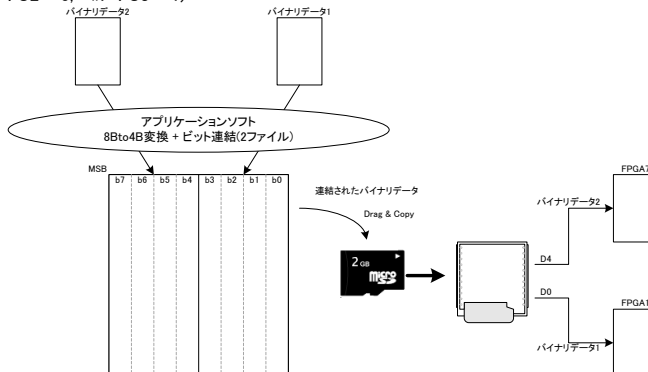 バイナリデータ2
バイナリデータ1
アプリケーションソフト
8Bto4B変換 + ビット連結(2ファイル)
MSB
b7 b6 b5 b4 b3 b2 b1 b0
連結されたバイナリデータ
Drag & Copy
2 GB
micro SD
FPGA7
バイナリデータ2
D4
D0
FPGA1
バイナリデータ1